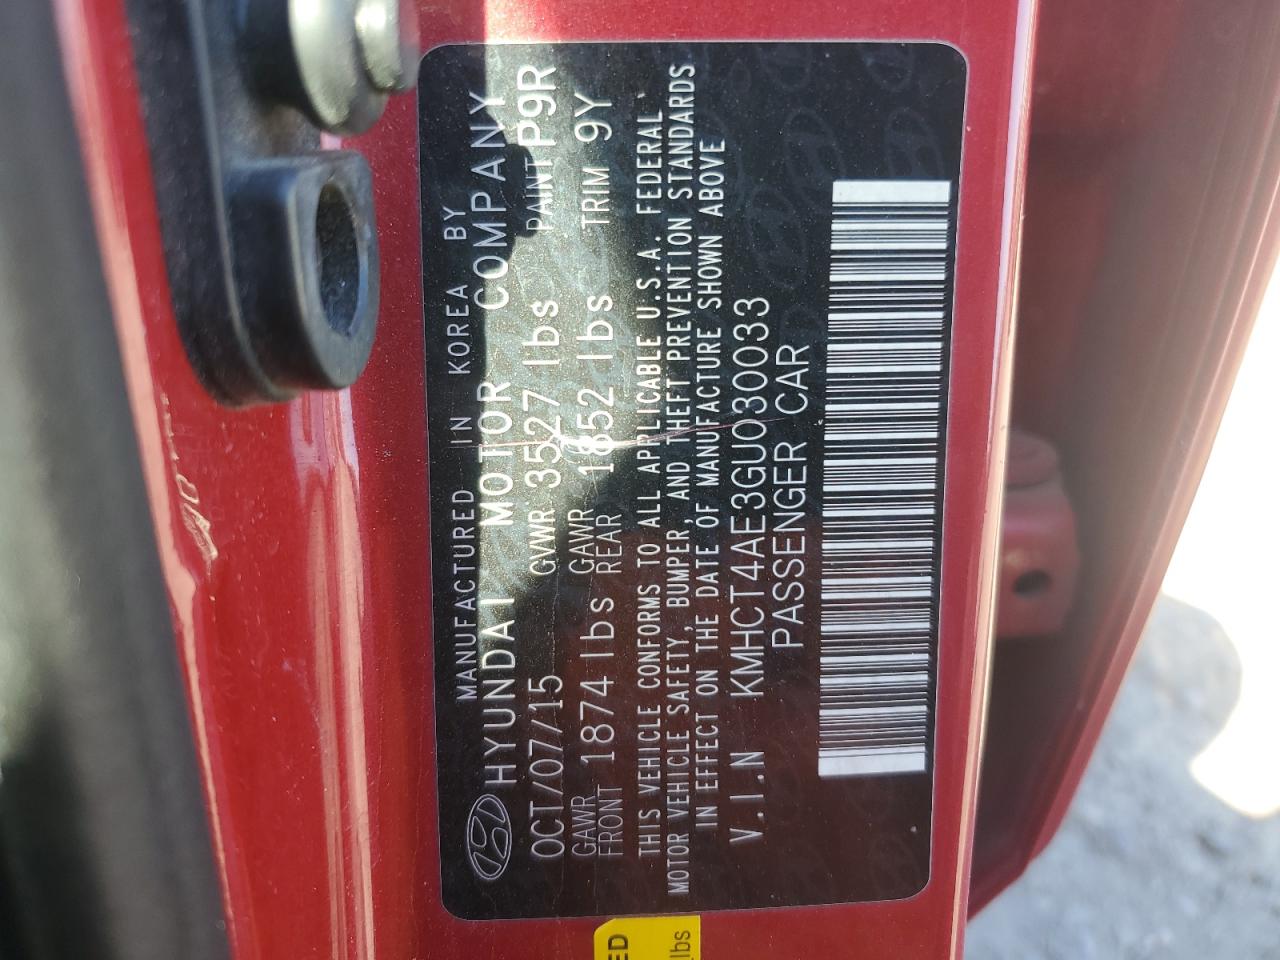 MANUFACTURED IN KOREA BY
HYUNDAI MOTOR COMPANY
OCT/07/15 GVWR 3527 lbs PAINT P9R
GAWR FRONT 1874 lbs GAWR REAR 1852 lbs TRIM 9Y
THIS VEHICLE CONFORMS TO ALL APPLICABLE U.S.A. FEDERAL
MOTOR VEHICLE SAFETY, BUMPER, AND THEFT PREVENTION STANDARDS
IN EFFECT ON THE DATE OF MANUFACTURE SHOWN ABOVE
V.I.N KMHCT4AE3GU030033
PASSENGER CAR
lbs